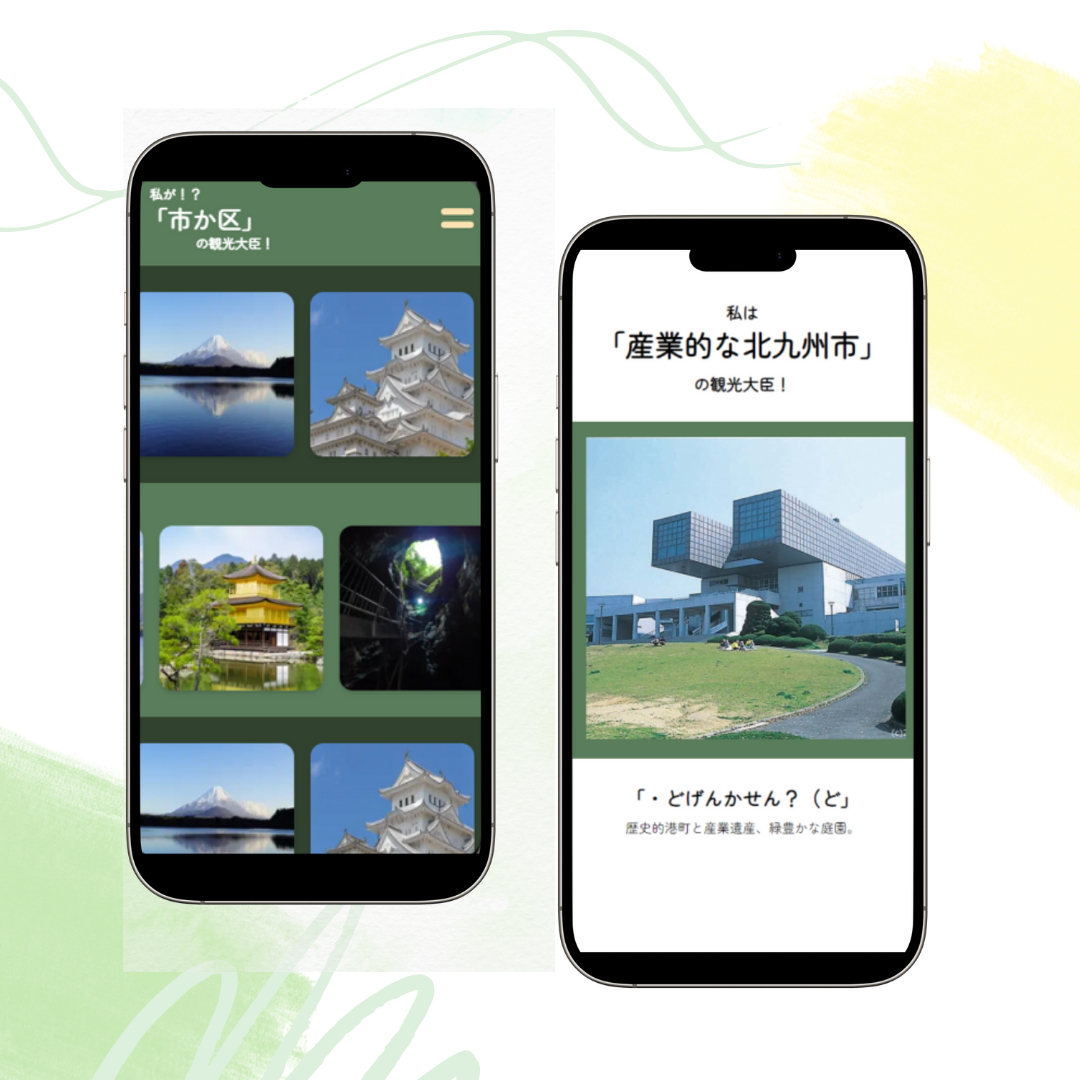 私が！？
「市か区」
の観光大臣！
私は
「産業的な北九州市」
の観光大臣！
(c)
「・どげんかせん？（ど」
歴史的港町と産業遺産、緑豊かな庭園。